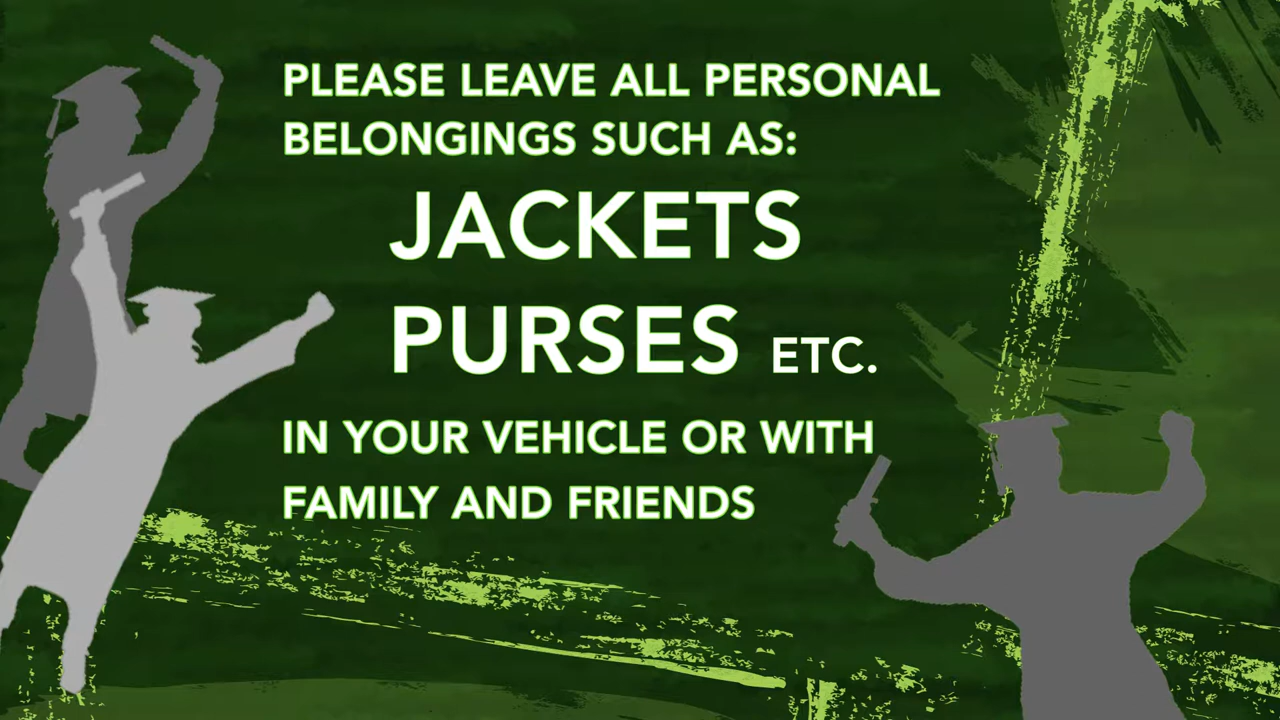 PLEASE LEAVE ALL PERSONAL
BELONGINGS SUCH AS:
JACKETS
PURSES ETC.
IN YOUR VEHICLE OR WITH
FAMILY AND FRIENDS